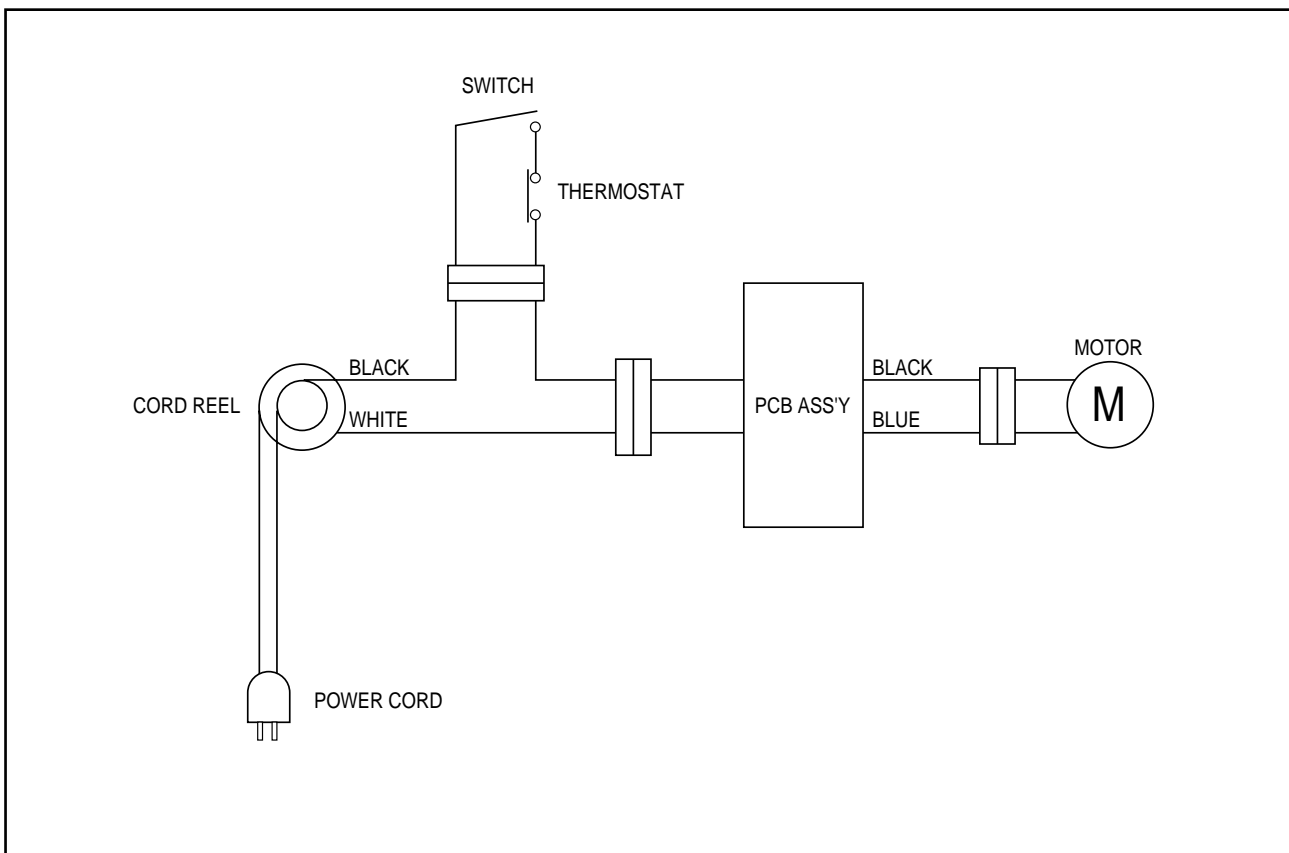 SWITCH
THERMOSTAT
BLACK
BLACK
MOTOR
CORD REEL
WHITE
PCB ASS'Y
BLUE
M
POWER CORD